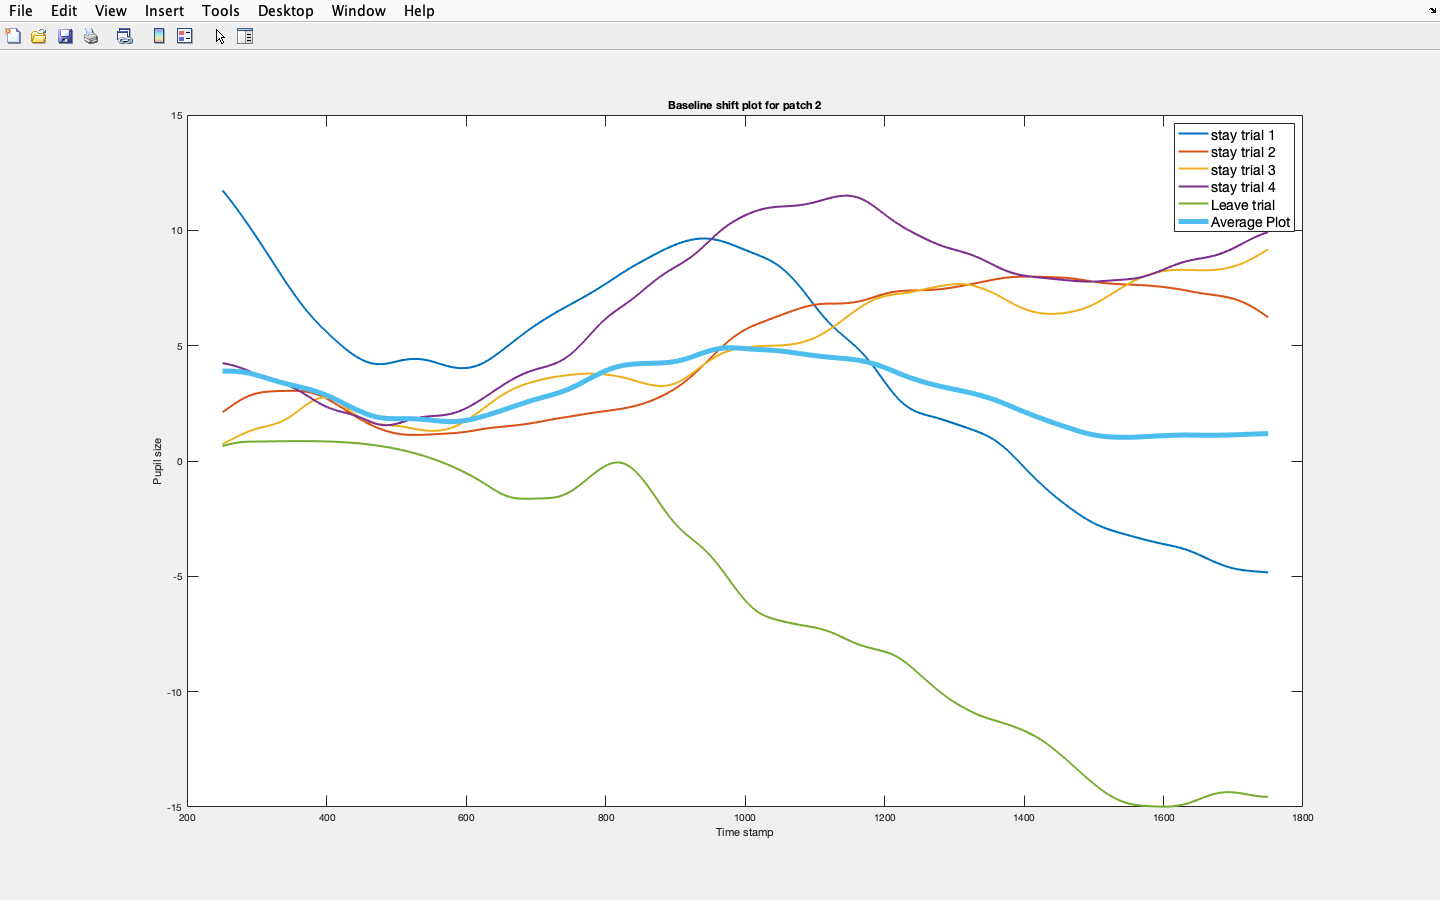 File Edit View Insert Tools Desktop Window Help
Baseline shift plot for patch 2
15
10
5
0
-5
-10
-15
Pupil size
stay trial 1
stay trial 2
stay trial 3
stay trial 4
Leave trial
Average Plot
200 400 600 800 1000 1200 1400 1600 1800
Time stamp